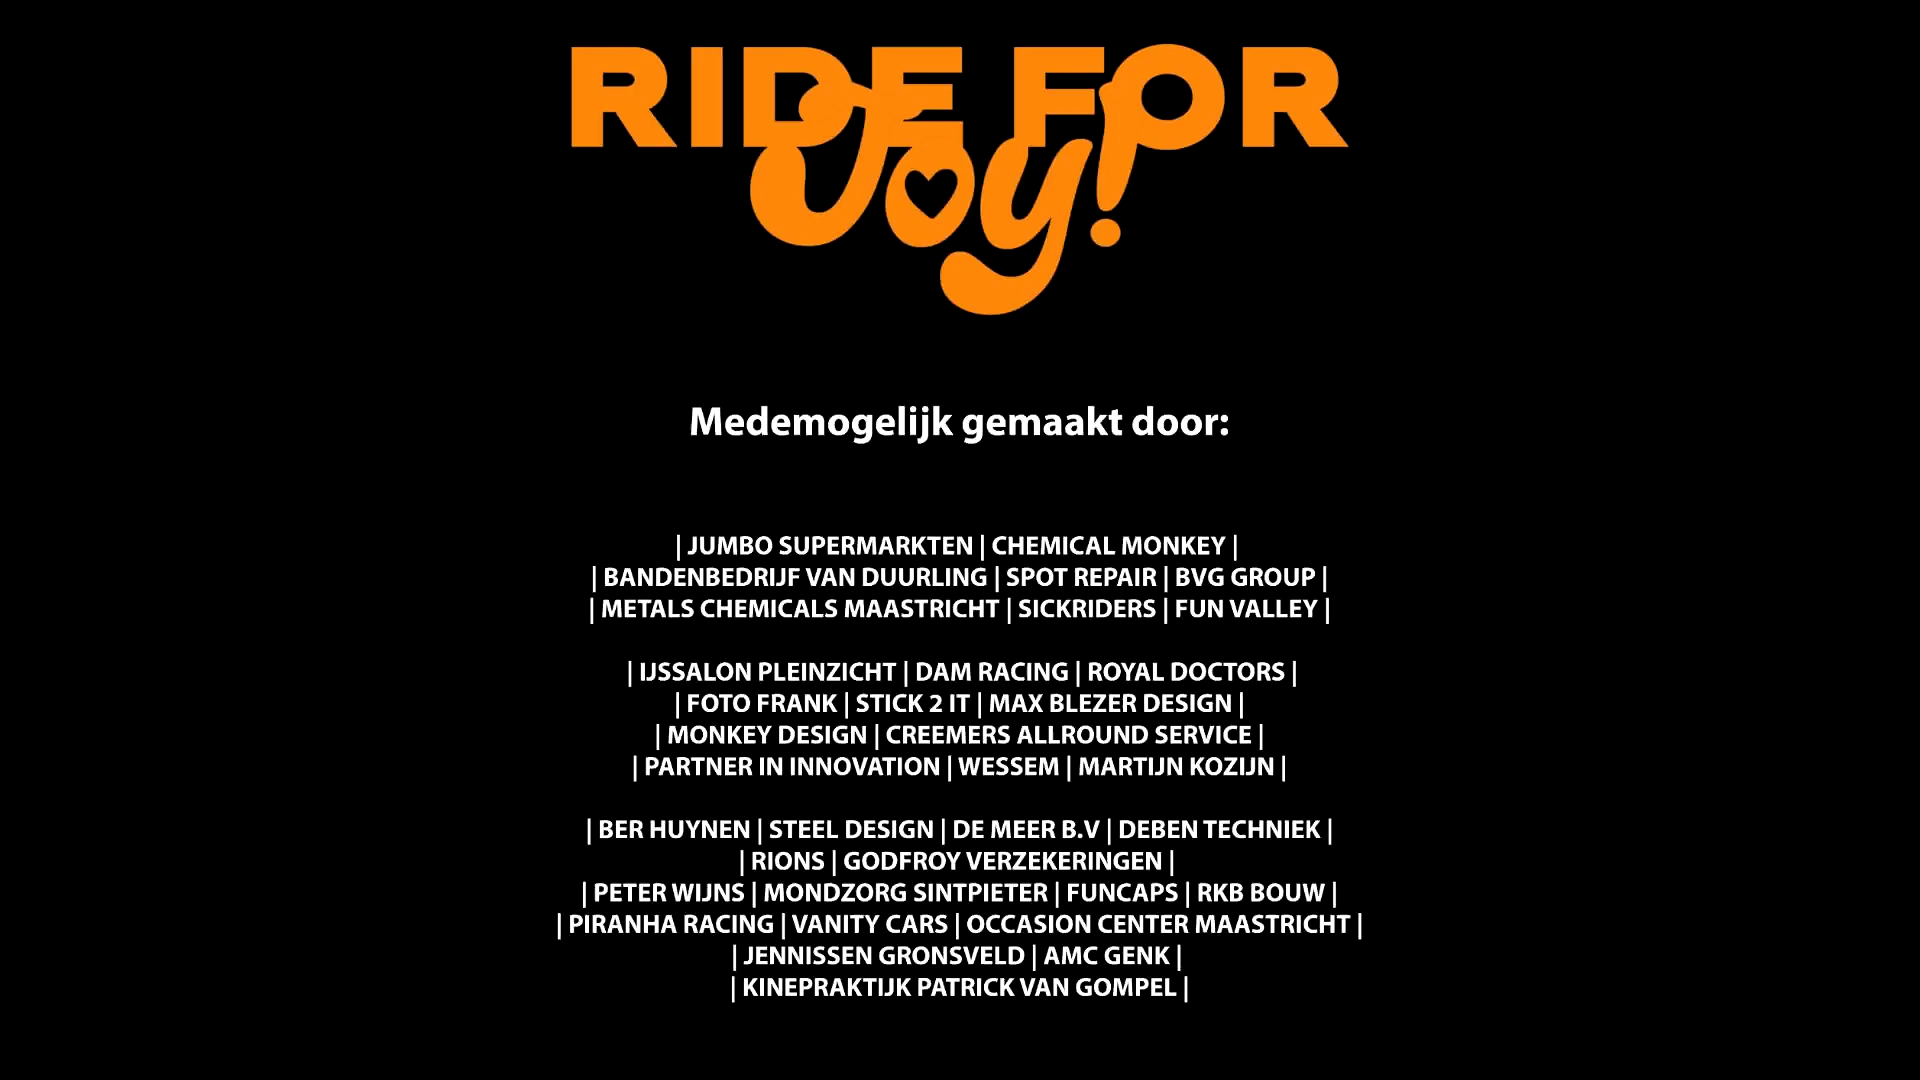 RIDE FOR
Joy!
Medemogelijk gemaakt door:
| JUMBO SUPERMARKTEN | CHEMICAL MONKEY |
| BANDENBEDRIJF VAN DUURLING | SPOT REPAIR | BVG GROUP |
| METALS CHEMICALS MAASTRICHT | SICKRIDERS | FUN VALLEY |
| IJSSALON PLEINZICHT | DAM RACING | ROYAL DOCTORS |
| FOTO FRANK | STICK 2 IT | MAX BLEZER DESIGN |
| MONKEY DESIGN | CREEMERS ALLROUND SERVICE |
| PARTNER IN INNOVATION | WESSEM | MARTIJN KOZIJN |
| BER HUYNEN | STEEL DESIGN | DE MEER B.V | DEBEN TECHNIEK |
| RIONS | GODFROY VERZEKERINGEN |
| PETER WIJNS | MONDZORG SINTPIETER | FUNCAPS | RKB BOUW |
| PIRANHA RACING | VANITY CARS | OCCASION CENTER MAASTRICHT |
| JENNISSEN GRONSVELD | AMC GENK |
| KINEPRAKTIJK PATRICK VAN GOMPEL |